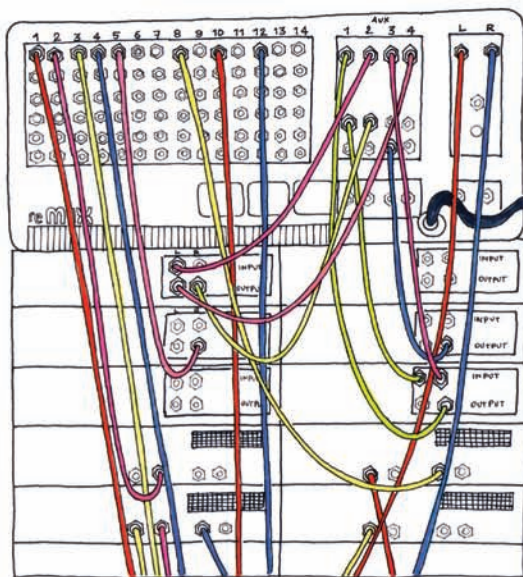 AUX
1 2 3 4 5 6 7 8 9 10 11 12 13 14 1 2 3 4 L R
remix
L R
INPUT INPUT
OUTPUT OUTPUT
INPUT
OUTPUT
INPUT INPUT
OUTPUT OUTPUT